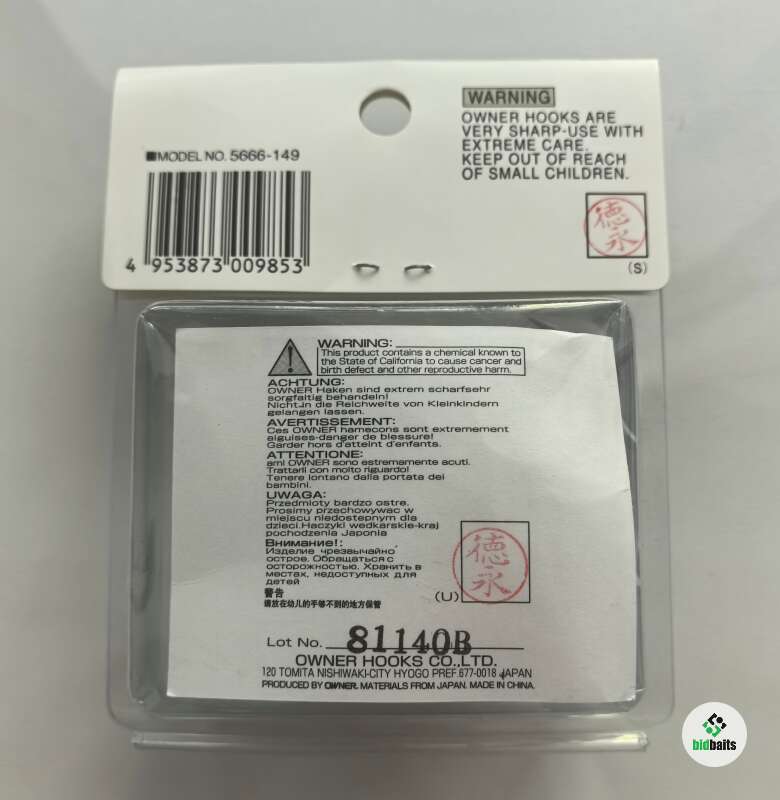 WARNING
OWNER HOOKS ARE
VERY SHARP-USE WITH
EXTREME CARE.
KEEP OUT OF REACH
OF SMALL CHILDREN.
■MODEL NO. 5666-149
4 953873 009853
德
永
(S)
WARNING:
This product contains a chemical known to
the State of California to cause cancer and
birth defect and other reproductive harm.
ACHTUNG:
OWNER Haken sind extrem scharfsehr
sorgfaitig behandeln!
Nicht in die Reichweite von Kleinkindern
gelangen lassen.
AVERTISSEMENT:
Ces OWNER hamecons sont extremement
aiguises-danger de blessure!
Garder hors d'atteint d'enfants.
ATTENTIONE:
ami OWNER sono estremamente acuti.
Trattarli con molto riguardo!
Tenere lontano dalla portata dei
bambini.
UWAGA:
Przedmioty bardzo ostre.
Prosimy przechowywac w
miejscu niedostepnym dla
dzieci.Haczyki wedkarskie-kraj
pochodzenia Japonia
Внимание!:
Изделие чрезвычайно
острое. Обращаться с
осторожностью. Хранить в
местах, недоступных для
детей
警告
请放在幼儿的手够不到的地方保管
德
永
(U)
Lot No. 81140B
OWNER HOOKS CO.,LTD.
120 TOMITA NISHIWAKI-CITY HYOGO PREF.677-0018 JAPAN
PRODUCED BY OWNER. MATERIALS FROM JAPAN. MADE IN CHINA.
bidbaits